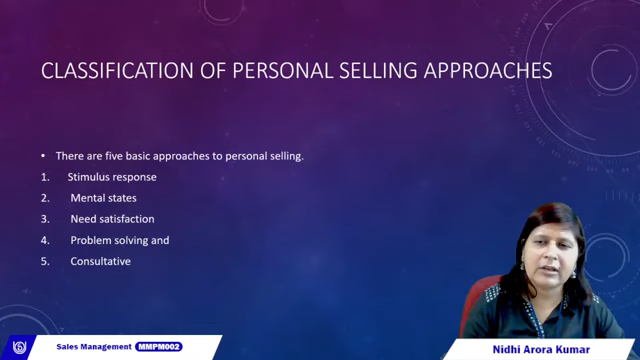 CLASSIFICATION OF PERSONAL SELLING APPROACHES
• There are five basic approaches to personal selling.
1. Stimulus response
2. Mental states
3. Need satisfaction
4. Problem solving and
5. Consultative
Sales Management MMPM002
Nidhi Arora Kumar